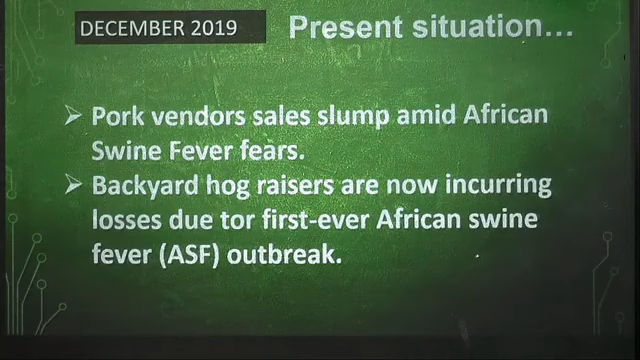 DECEMBER 2019
Present situation...
➤ Pork vendors sales slump amid African
Swine Fever fears.
➤ Backyard hog raisers are now incurring
losses due tor first-ever African swine
fever (ASF) outbreak.